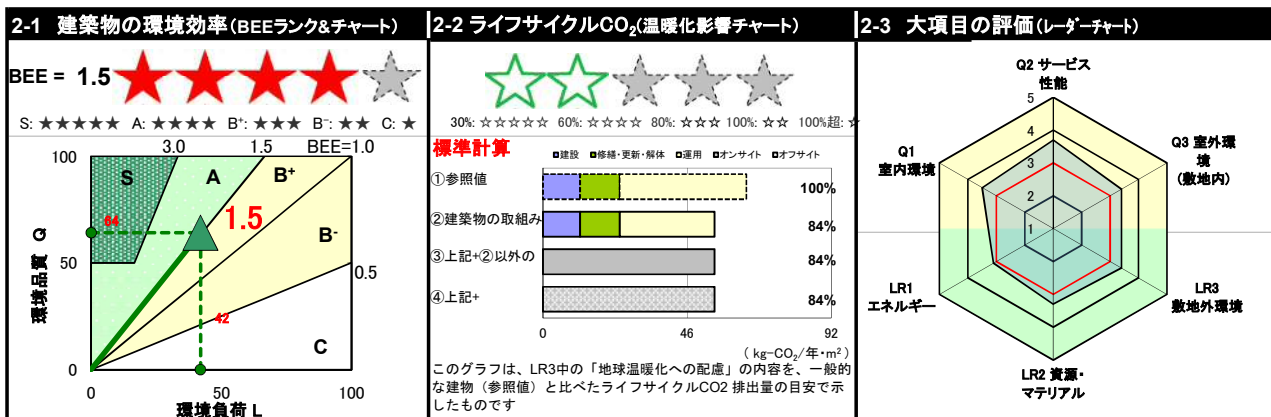 2-1 建築物の環境効率(BEEランク&チャート)
BEE = 1.5
S: ★★★★★ A: ★★★★ B⁺: ★★★ B⁻: ★★ C: ★
3.0 1.5 BEE=1.0
100
S A B⁺
64
1.5
B⁻
50
0.5
42
C
0
0 50 100
環境品質 Q
環境負荷 L
2-2 ライフサイクルCO₂(温暖化影響チャート)
30%: ☆☆☆☆☆ 60%: ☆☆☆☆ 80%: ☆☆☆ 100%: ☆☆ 100%超: ☆
標準計算
■建設 ■修繕・更新・解体 □運用 ■オンサイト ■オフサイト
①参照値 100%
②建築物の取組み 84%
③上記+②以外の 84%
④上記+ 84%
0 46 92
( kg-CO₂/年・m² )
このグラフは、LR3中の「地球温暖化への配慮」の内容を、一般的
な建物(参照値)と比べたライフサイクルCO2 排出量の目安で示
したものです
2-3 大項目の評価(レーダーチャート)
Q2 サービス
性能
5
4
3
2
1
Q1
室内環境
Q3 室外環
境
(敷地内)
LR1
エネルギー
LR3
敷地外環境
LR2 資源・
マテリアル